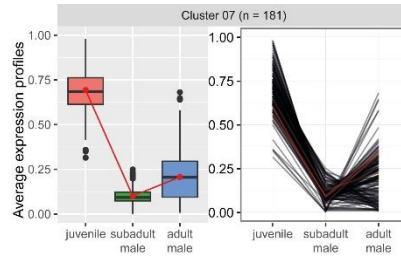 Cluster 07 (n = 181)
Average expression profiles
1.00
0.75
0.50
0.25
0.00
juvenile
subadult
male
adult
male
1.00
0.75
0.50
0.25
0.00
juvenile
subadult
male
adult
male